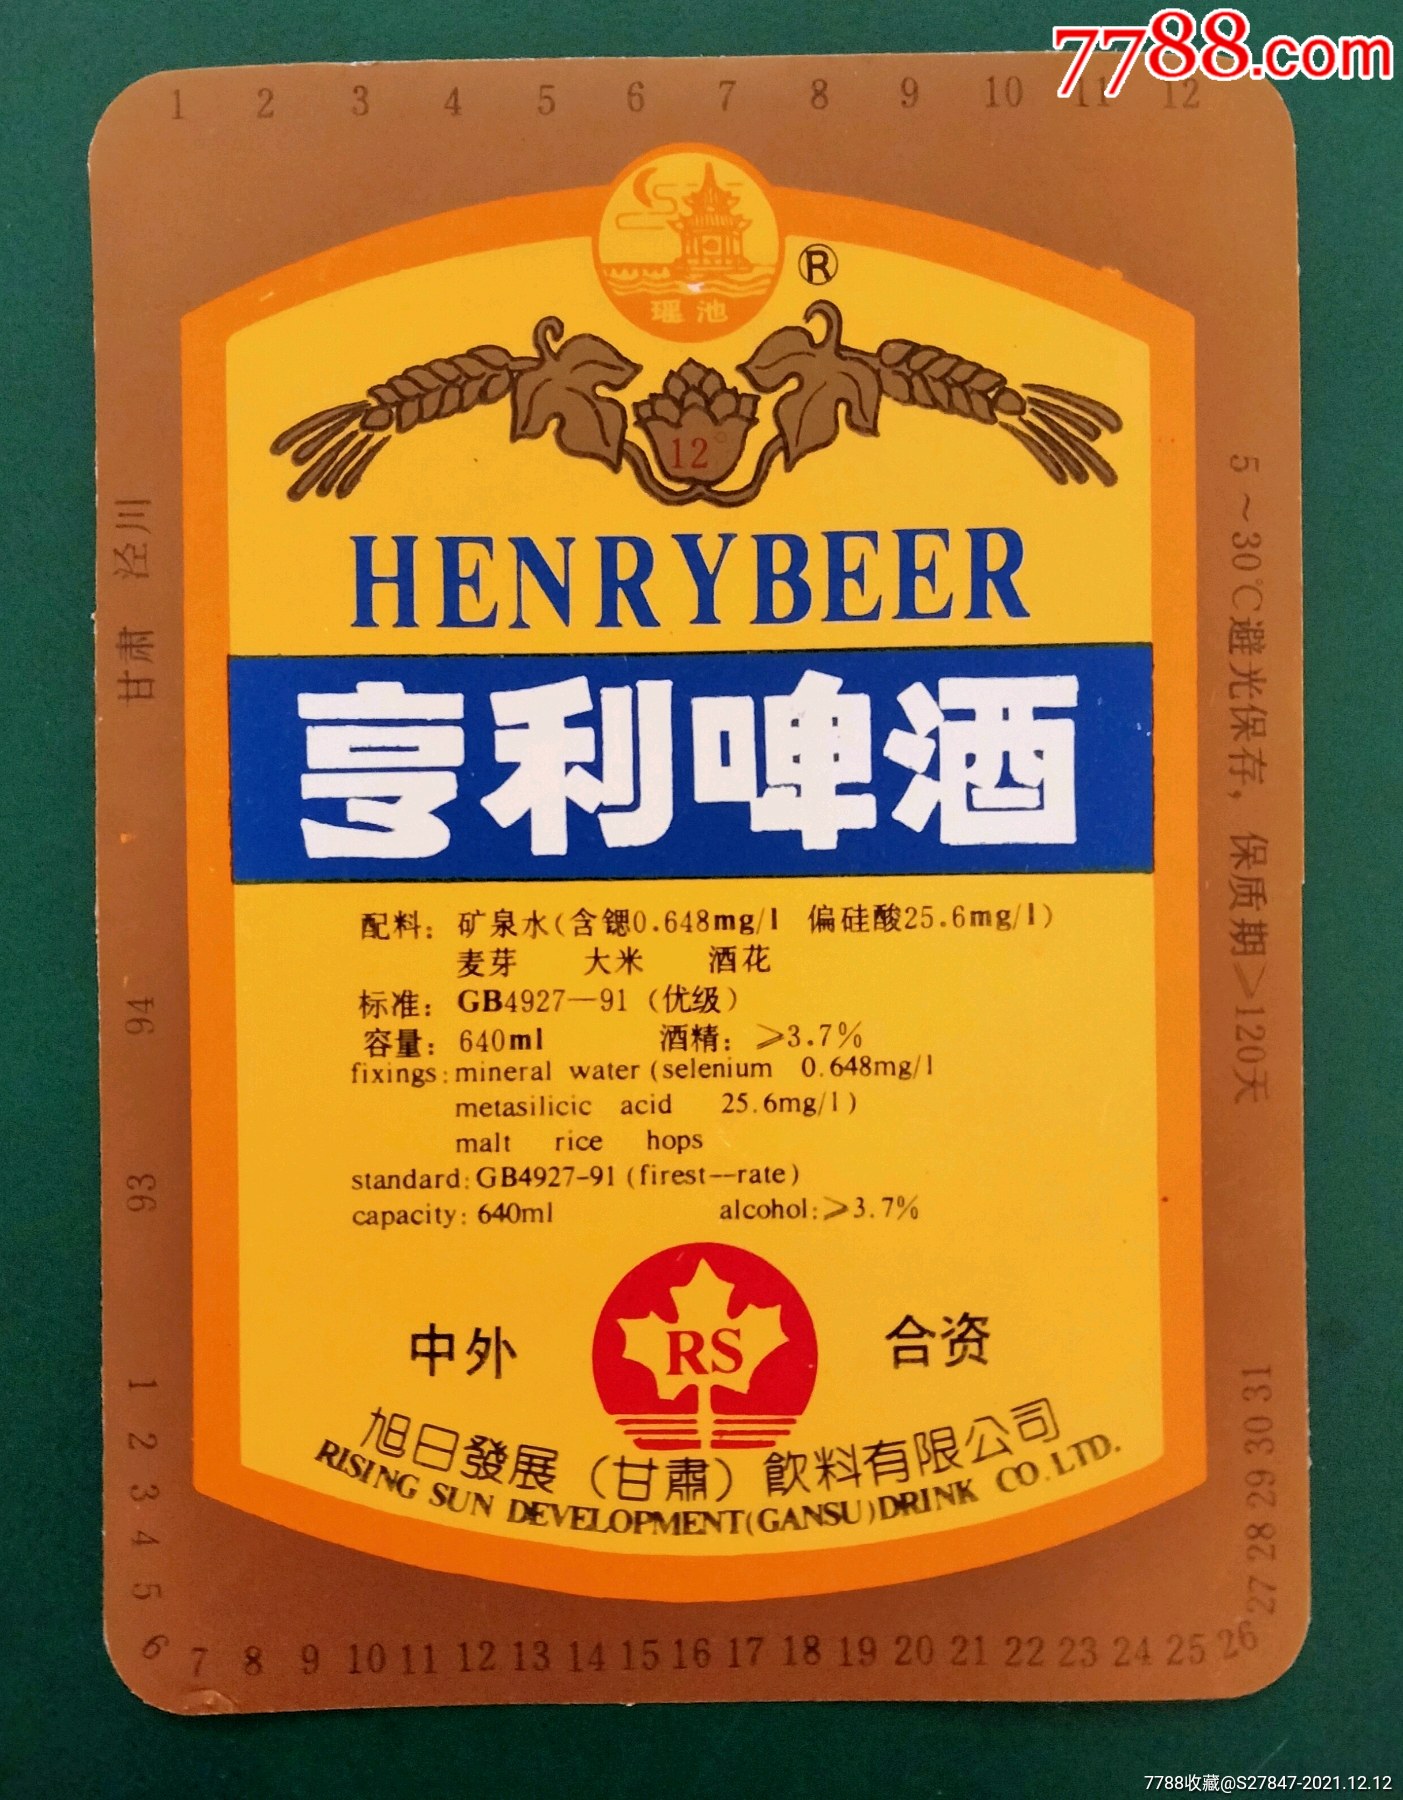 7788.com
1 2 3 4 5 6 7 8 9 10 11 12
瑶池
®
12°
HENRYBEER
亨利啤酒
配料：矿泉水(含锶0.648mg/l 偏硅酸25.6mg/l)
麦芽 大米 酒花
标准：GB4927—91（优级）
容量：640ml 酒精：≥3.7%
fixings:mineral water(selenium 0.648mg/l
metasilicic acid 25.6mg/l)
malt rice hops
standard:GB4927-91(firest--rate)
capacity:640ml alcohol:≥3.7%
中外 RS 合资
旭日發展（甘肅）飲料有限公司
RISING SUN DEVELOPMENT(GANSU)DRINK CO.LTD.
甘肃 泾川
94
93
1 2 3 4 5 6 7 8 9 10 11 12 13 14 15 16 17 18 19 20 21 22 23 24 25 26 27 28 29 30 31
5～30℃避光保存，保质期≥120天
7788收藏@S27847-2021.12.12